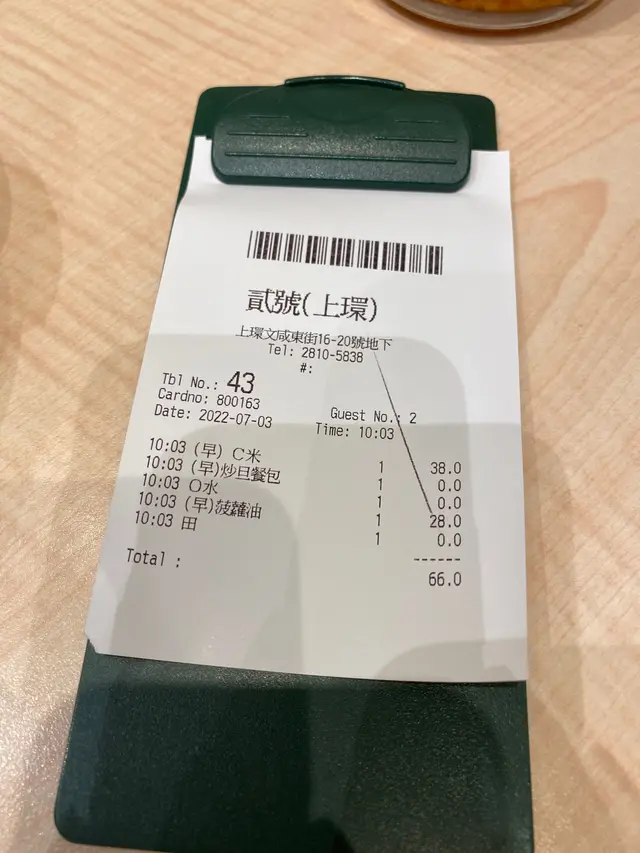 貳號(上環)
上環文咸東街16-20號地下
Tel: 2810-5838
#:
Tbl No.: 43
Cardno: 800163 Guest No.: 2
Date: 2022-07-03 Time: 10:03
10:03 (早) C米 1 38.0
10:03 (早)炒旦餐包 1 0.0
10:03 O水 1 0.0
10:03 (早)菠蘿油 1 28.0
10:03 田 1 0.0
------
Total : 66.0